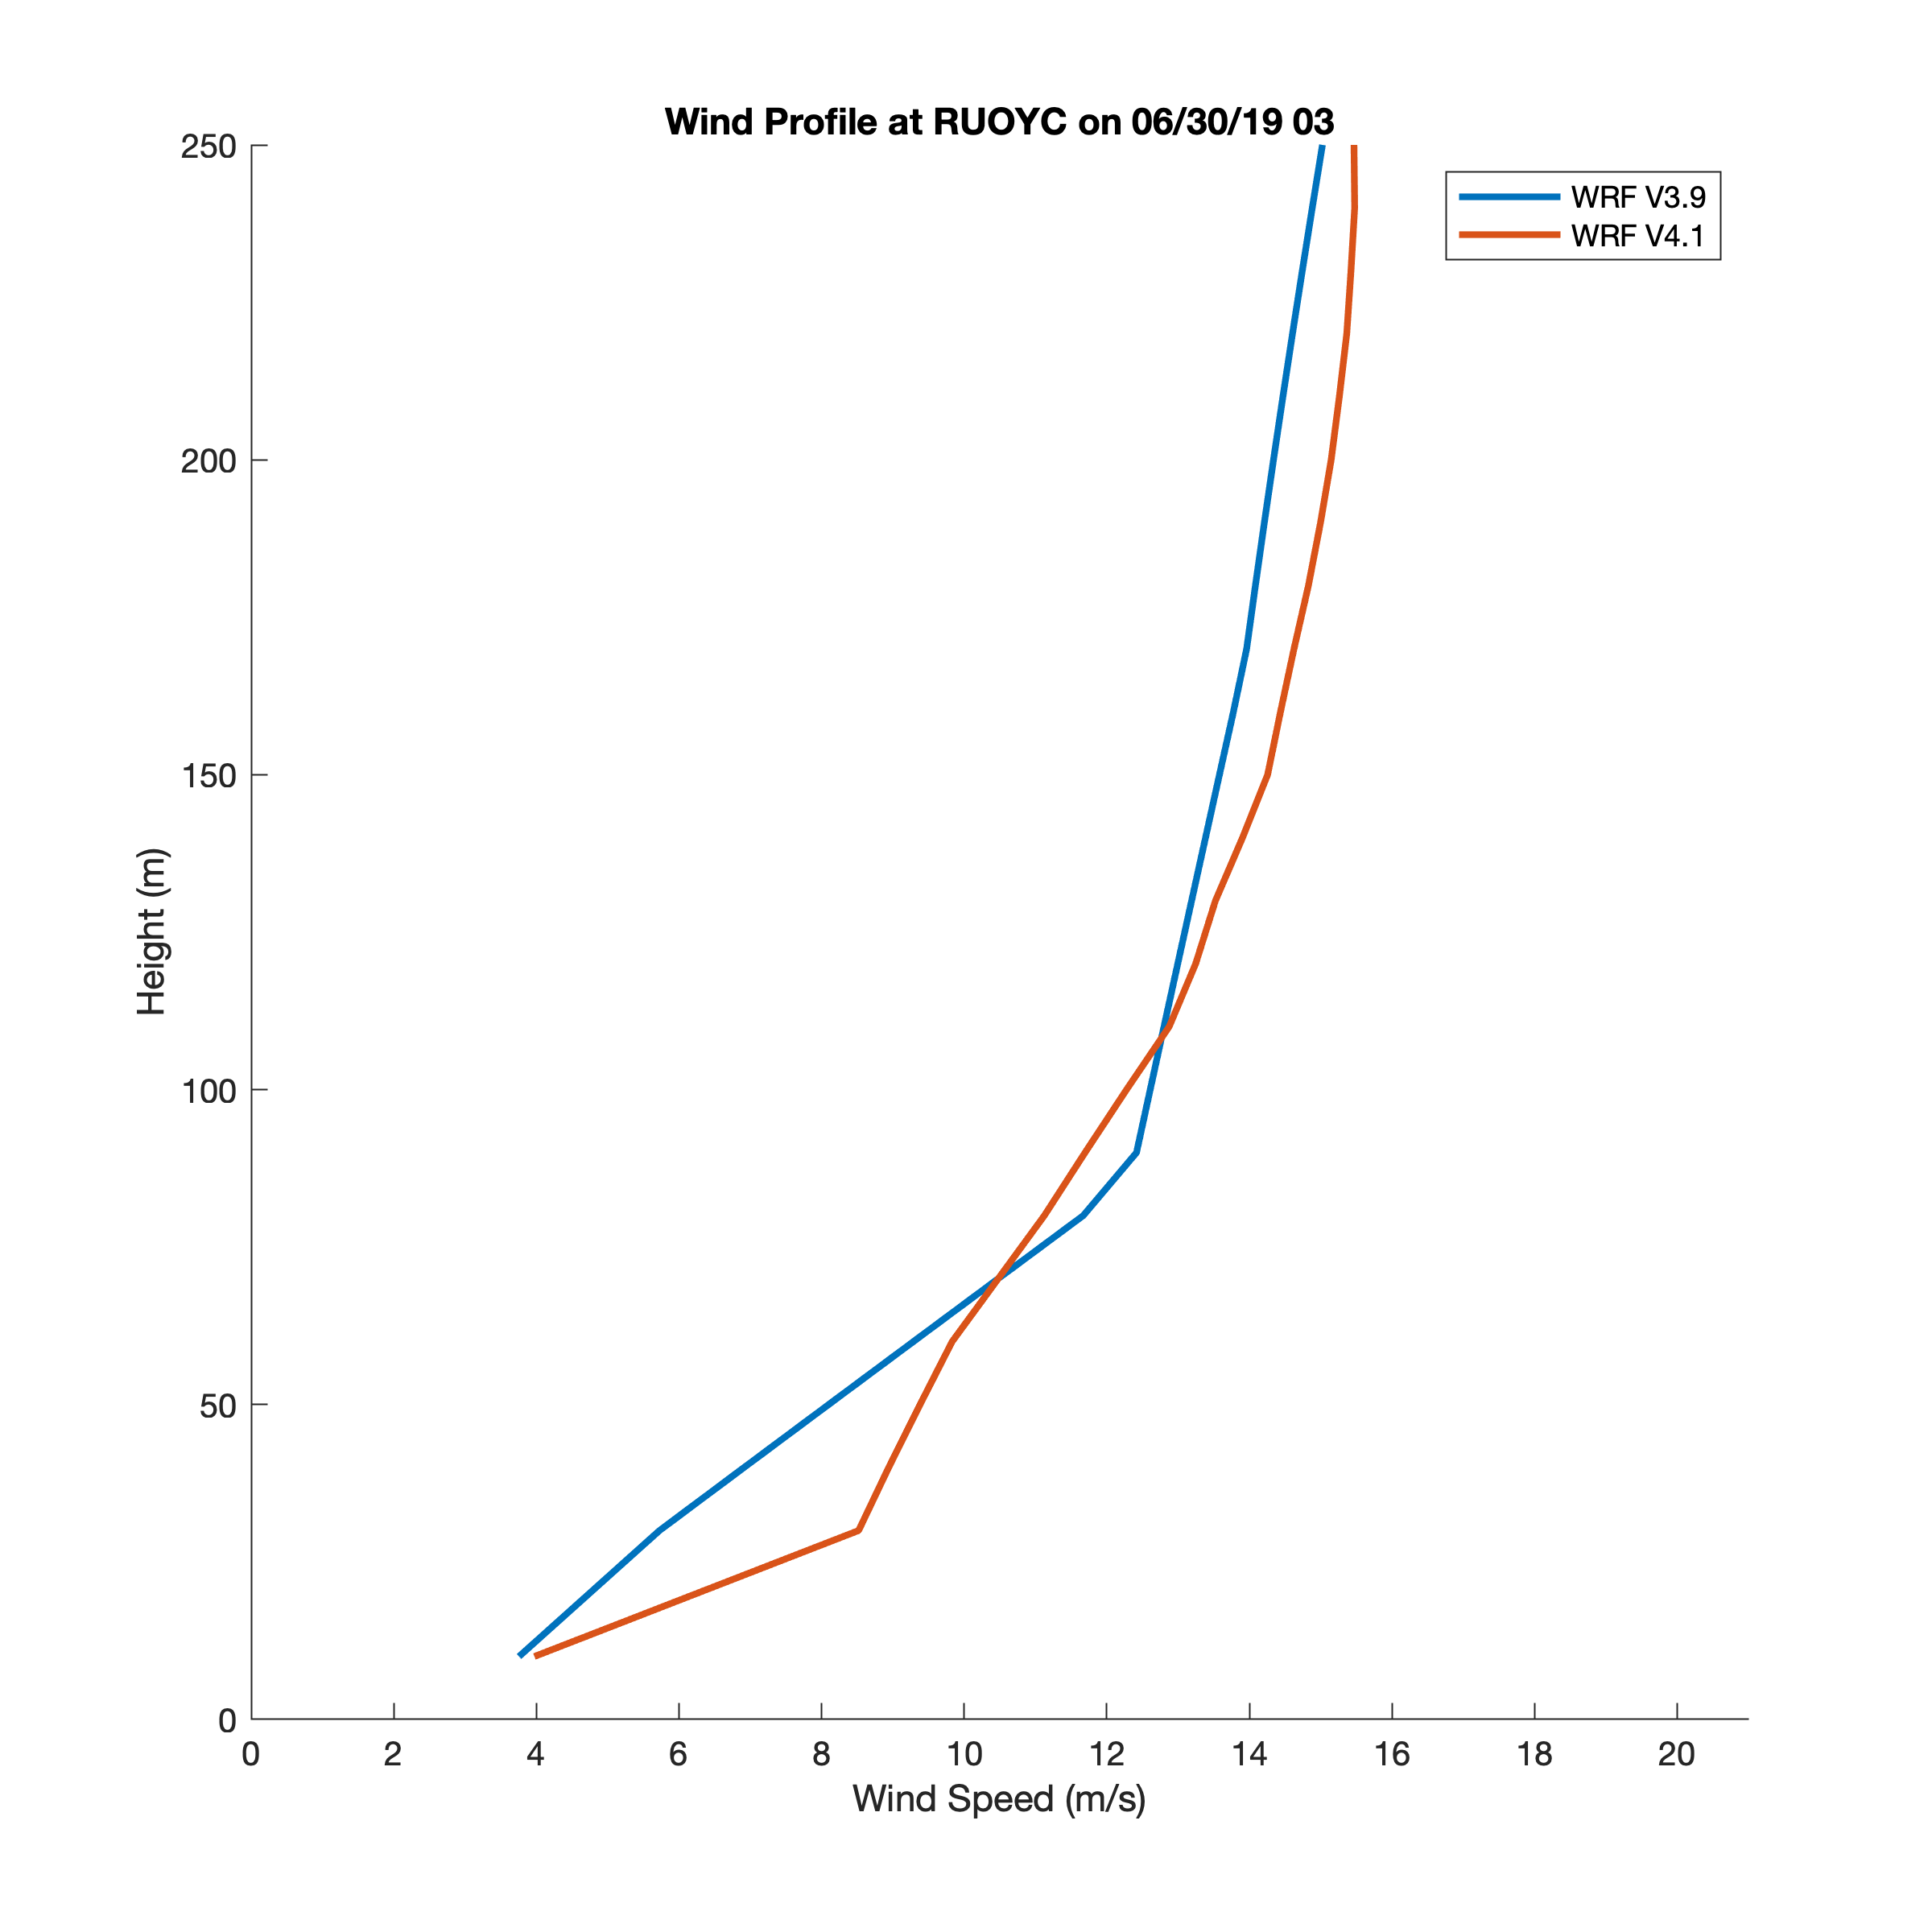 Wind Profile at RUOYC on 06/30/19 03
WRF V3.9
WRF V4.1
250
200
150
100
50
0
Height (m)
0 2 4 6 8 10 12 14 16 18 20
Wind Speed (m/s)